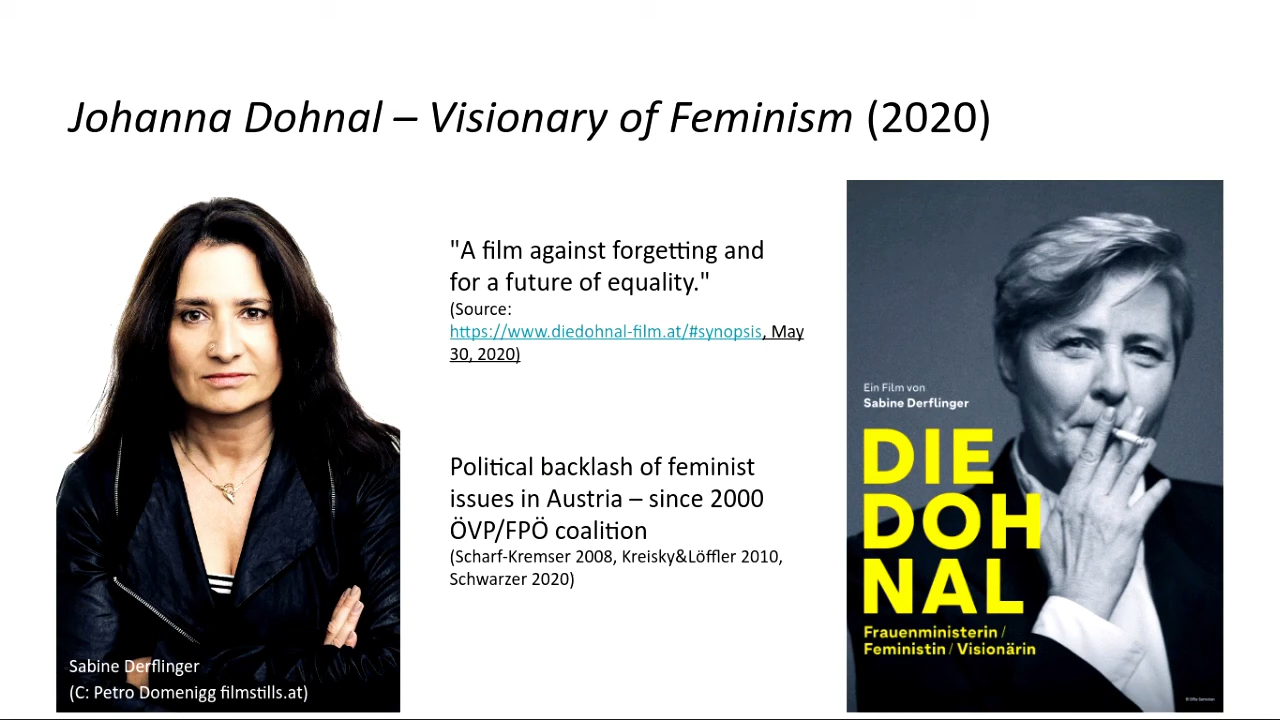 Johanna Dohnal – Visionary of Feminism (2020)
"A film against forgetting and
for a future of equality."
(Source:
https://www.diedohnal-film.at/#synopsis, May
30, 2020)
Political backlash of feminist
issues in Austria – since 2000
ÖVP/FPÖ coalition
(Scharf-Kremser 2008, Kreisky&Löffler 2010,
Schwarzer 2020)
Sabine Derflinger
(C: Petro Domenigg filmstills.at)
Ein Film von
Sabine Derflinger
DIE
DOH
NAL
Frauenministerin /
Feministin / Visionärin